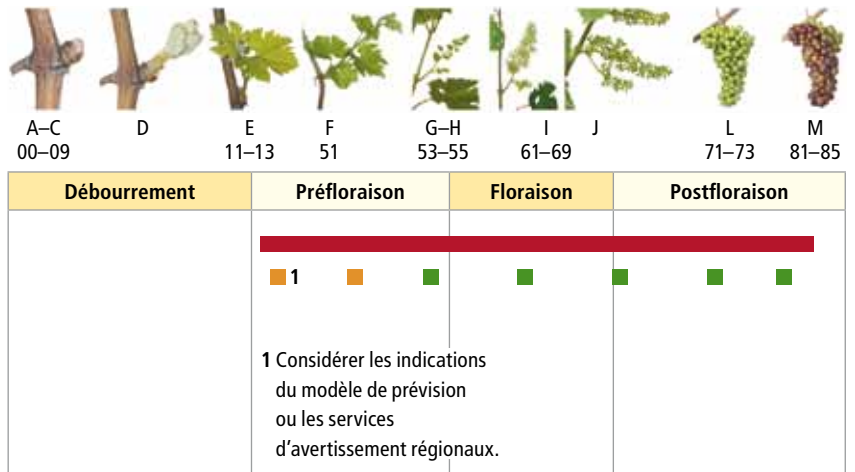 A–C D E F G–H I J L M
00–09 11–13 51 53–55 61–69 71–73 81–85
Débourrement Préfloraison Floraison Postfloraison
1
1 Considérer les indications
du modèle de prévision
ou les services
d'avertissement régionaux.